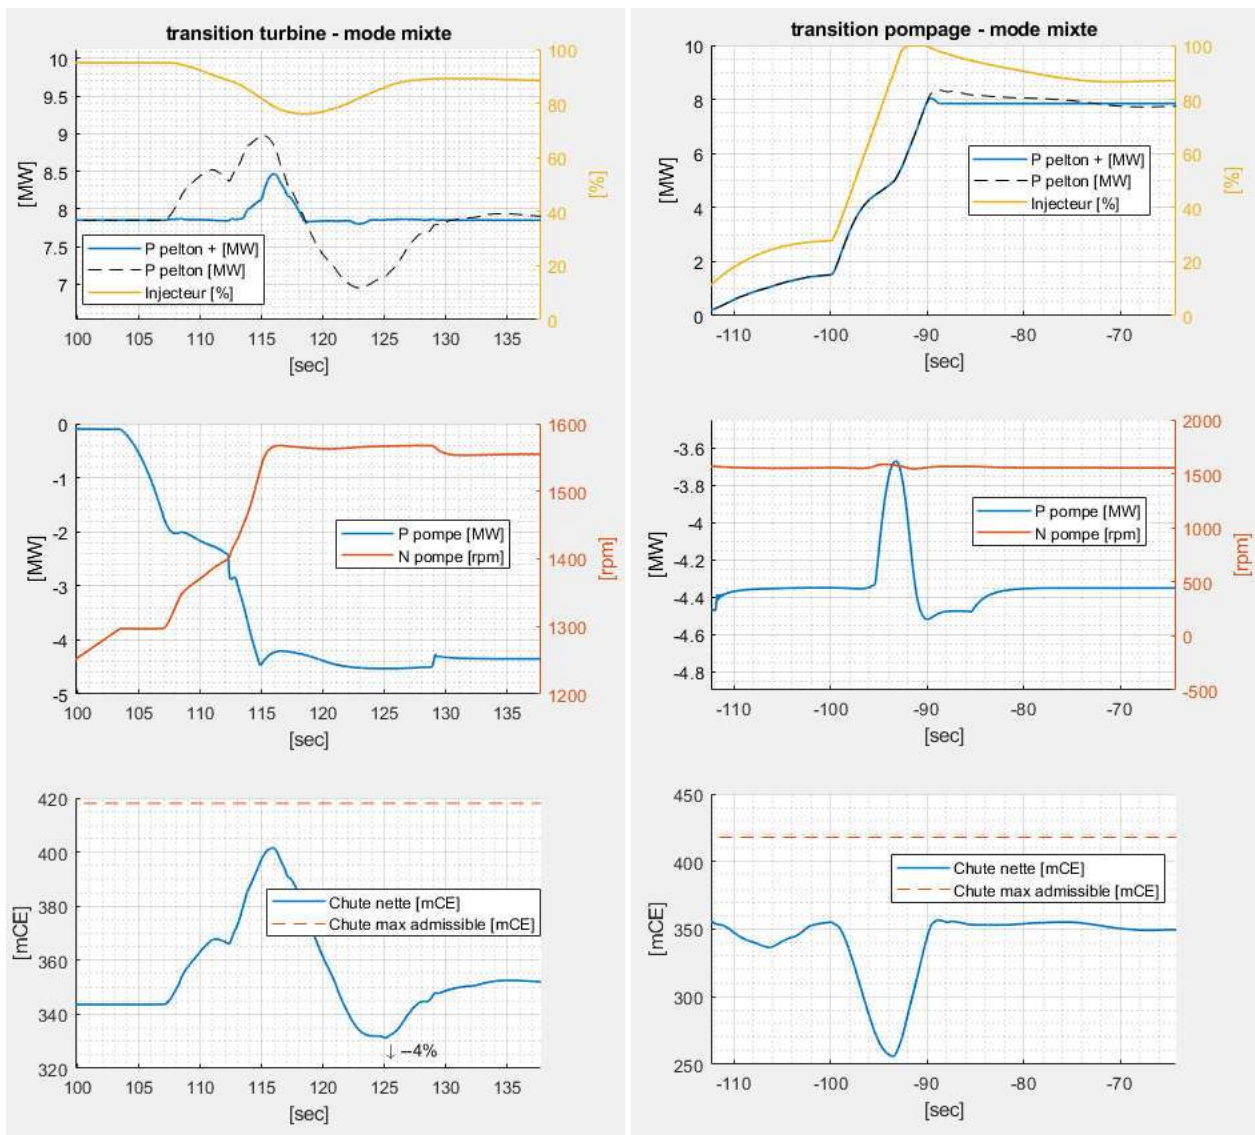 transition turbine - mode mixte
10
9.5
9
8.5
8
7.5
7
[MW]
100
80
60
40
20
0
[%]
P pelton + [MW]
P pelton [MW]
Injecteur [%]
100 105 110 115 120 125 130 135
[sec]
transition pompage - mode mixte
10
8
6
4
2
0
[MW]
100
80
60
40
20
0
[%]
P pelton + [MW]
P pelton [MW]
Injecteur [%]
-110 -100 -90 -80 -70
[sec]
0
-1
-2
-3
-4
-5
[MW]
1600
1500
1400
1300
1200
[rpm]
P pompe [MW]
N pompe [rpm]
100 105 110 115 120 125 130 135
[sec]
-3.6
-3.8
-4
-4.2
-4.4
-4.6
-4.8
[MW]
2000
1500
1000
500
0
-500
[rpm]
P pompe [MW]
N pompe [rpm]
-110 -100 -90 -80 -70
[sec]
420
400
380
360
340
320
[mCE]
Chute nette [mCE]
Chute max admissible [mCE]
↓ −4%
100 105 110 115 120 125 130 135
[sec]
450
400
350
300
250
[mCE]
Chute nette [mCE]
Chute max admissible [mCE]
-110 -100 -90 -80 -70
[sec]